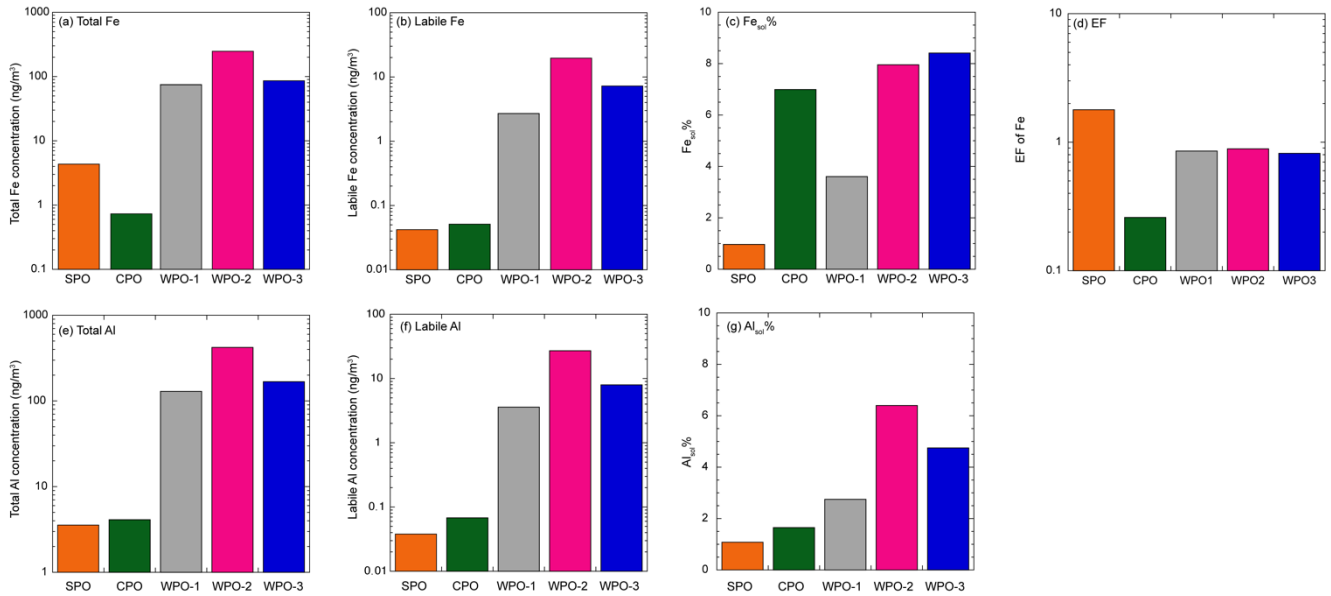 (a) Total Fe
Total Fe concentration (ng/m³)
1000
100
10
1
0.1
SPO CPO WPO-1 WPO-2 WPO-3
(b) Labile Fe
Labile Fe concentration (ng/m³)
100
10
1
0.1
0.01
SPO CPO WPO-1 WPO-2 WPO-3
(c) Fesol%
Fesol%
10
8
6
4
2
0
SPO CPO WPO-1 WPO-2 WPO-3
(d) EF
EF of Fe
10
1
0.1
SPO CPO WPO1 WPO2 WPO3
(e) Total Al
Total Al concentration (ng/m³)
1000
100
10
1
SPO CPO WPO-1 WPO-2 WPO-3
(f) Labile Al
Labile Al concentration (ng/m³)
100
10
1
0.1
0.01
SPO CPO WPO-1 WPO-2 WPO-3
(g) Alsol%
Alsol%
10
8
6
4
2
0
SPO CPO WPO-1 WPO-2 WPO-3